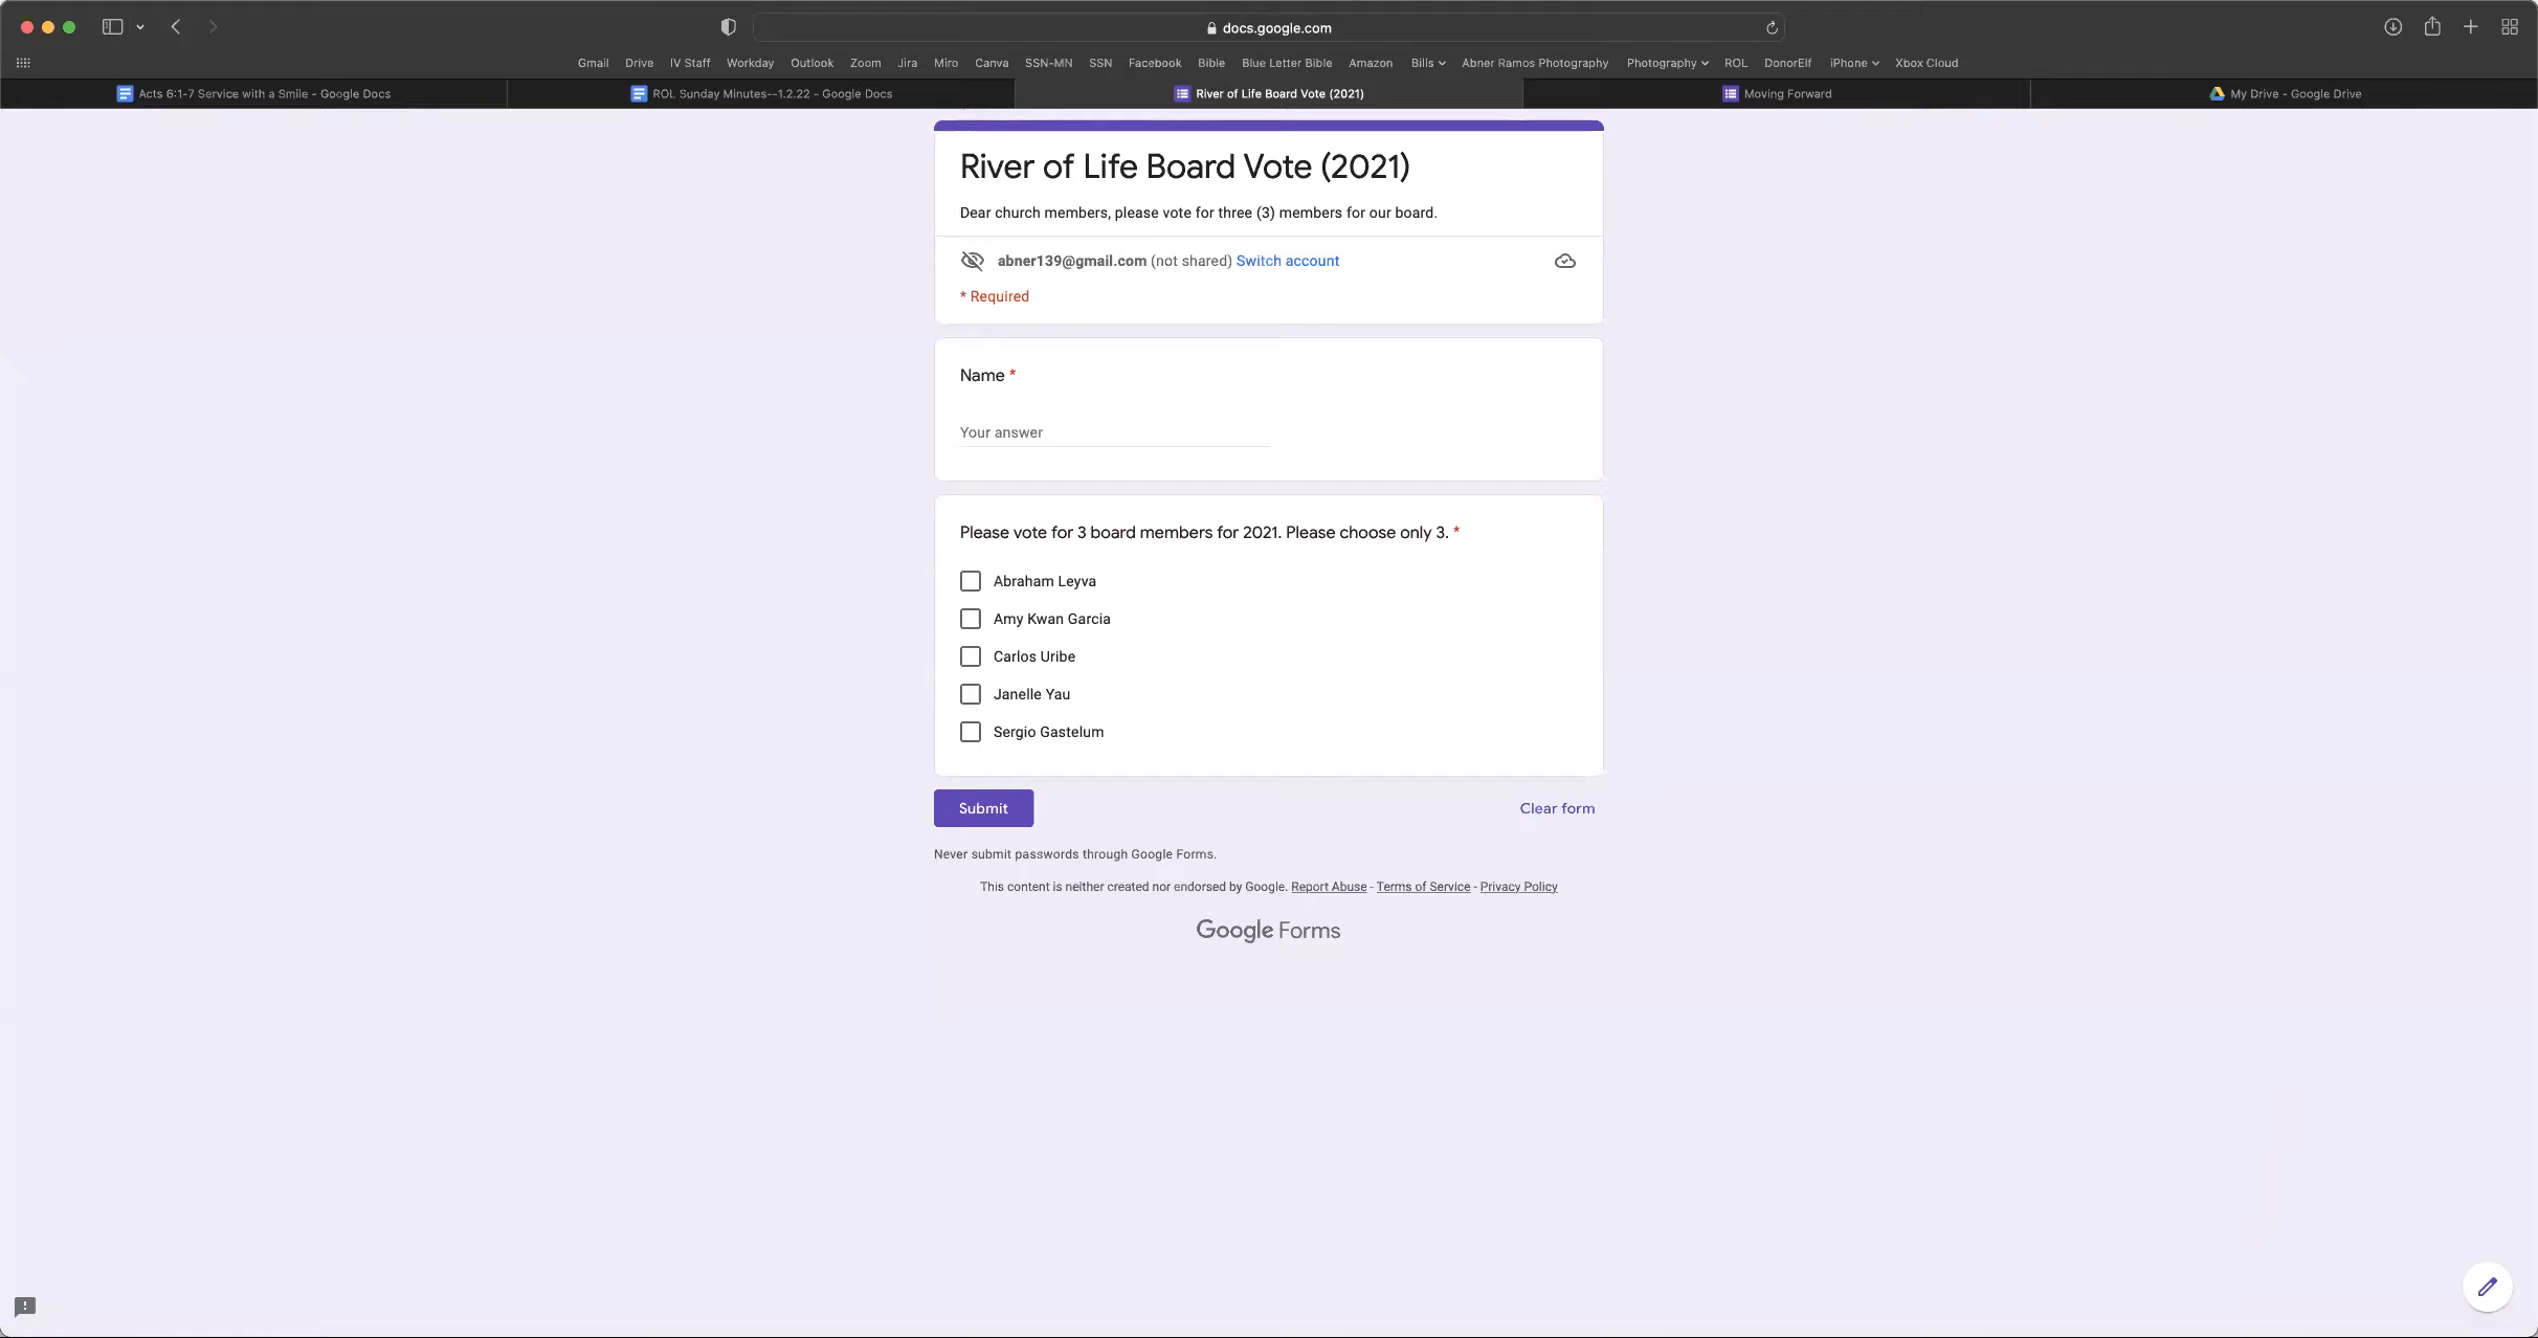 docs.google.com
Gmail Drive IV Staff Workday Outlook Zoom Jira Miro Canva SSN-MN SSN Facebook Bible Blue Letter Bible Amazon Bills Abner Ramos Photography Photography ROL DonorElf iPhone Xbox Cloud
Acts 6:1-7 Service with a Smile - Google Docs
ROL Sunday Minutes--1.2.22 - Google Docs
River of Life Board Vote (2021)
Moving Forward
My Drive - Google Drive
River of Life Board Vote (2021)
Dear church members, please vote for three (3) members for our board.
abner139@gmail.com (not shared) Switch account
* Required
Name *
Your answer
Please vote for 3 board members for 2021. Please choose only 3. *
Abraham Leyva
Amy Kwan Garcia
Carlos Uribe
Janelle Yau
Sergio Gastelum
Submit
Clear form
Never submit passwords through Google Forms.
This content is neither created nor endorsed by Google. Report Abuse - Terms of Service - Privacy Policy
Google Forms